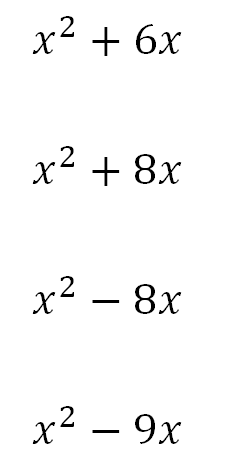 x² + 6x
x² + 8x
x² − 8x
x² − 9x